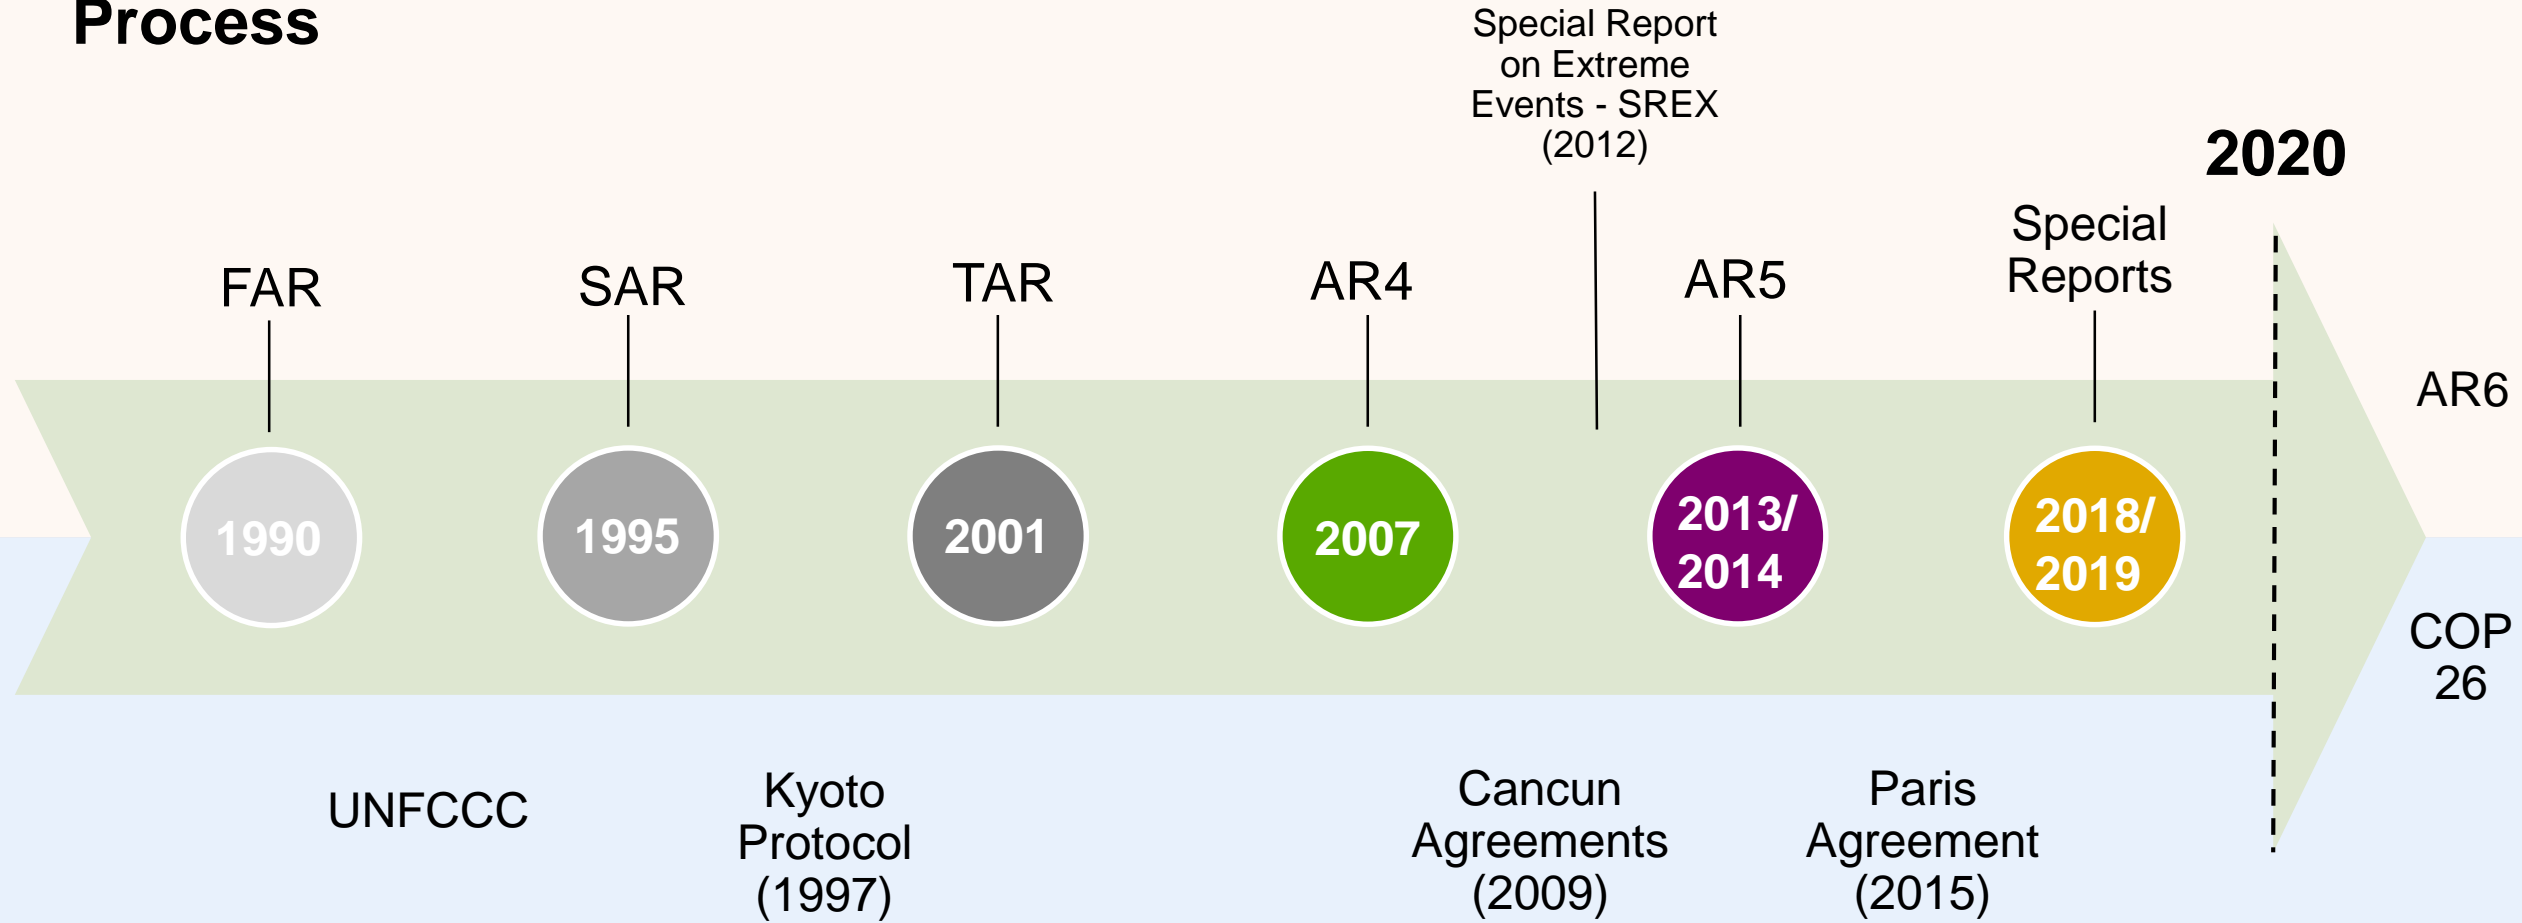 Process
Special Report
on Extreme
Events - SREX
(2012)
2020
Special
Reports
FAR
SAR
TAR
AR4
AR5
AR6
1990
1995
2001
2007
2013/
2014
2018/
2019
COP
26
UNFCCC
Kyoto
Protocol
(1997)
Cancun
Agreements
(2009)
Paris
Agreement
(2015)